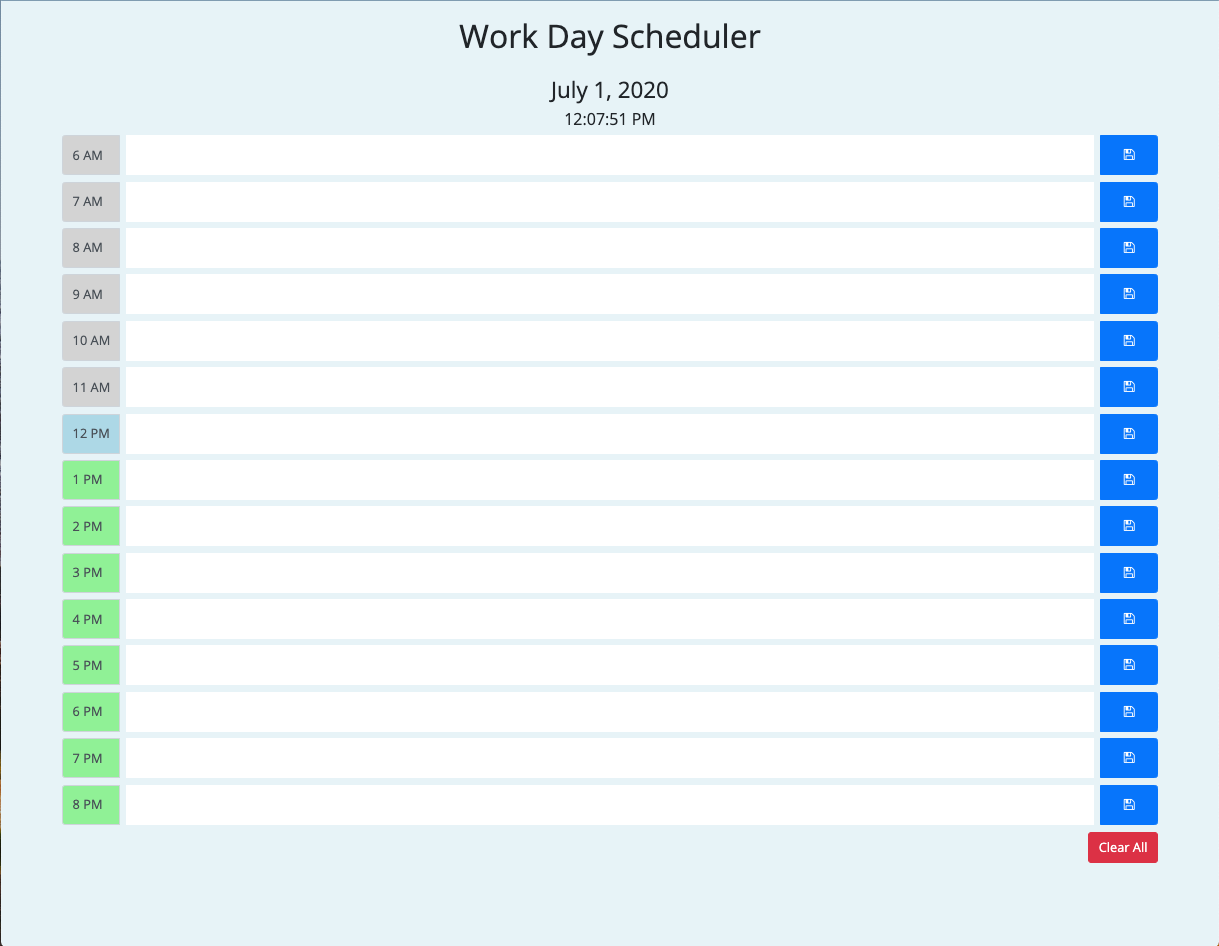 Work Day Scheduler
July 1, 2020
12:07:51 PM
6 AM
7 AM
8 AM
9 AM
10 AM
11 AM
12 PM
1 PM
2 PM
3 PM
4 PM
5 PM
6 PM
7 PM
8 PM
Clear All